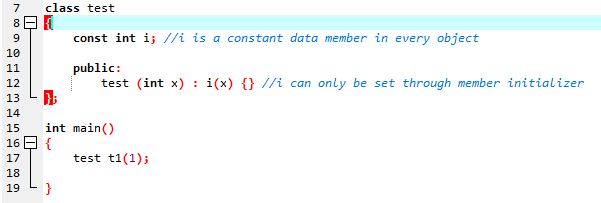 7 class test
8 {
9 const int i; //i is a constant data member in every object
10
11 public:
12 test (int x) : i(x) {} //i can only be set through member initializer
13 };
14
15 int main()
16 {
17 test t1(1);
18
19 }